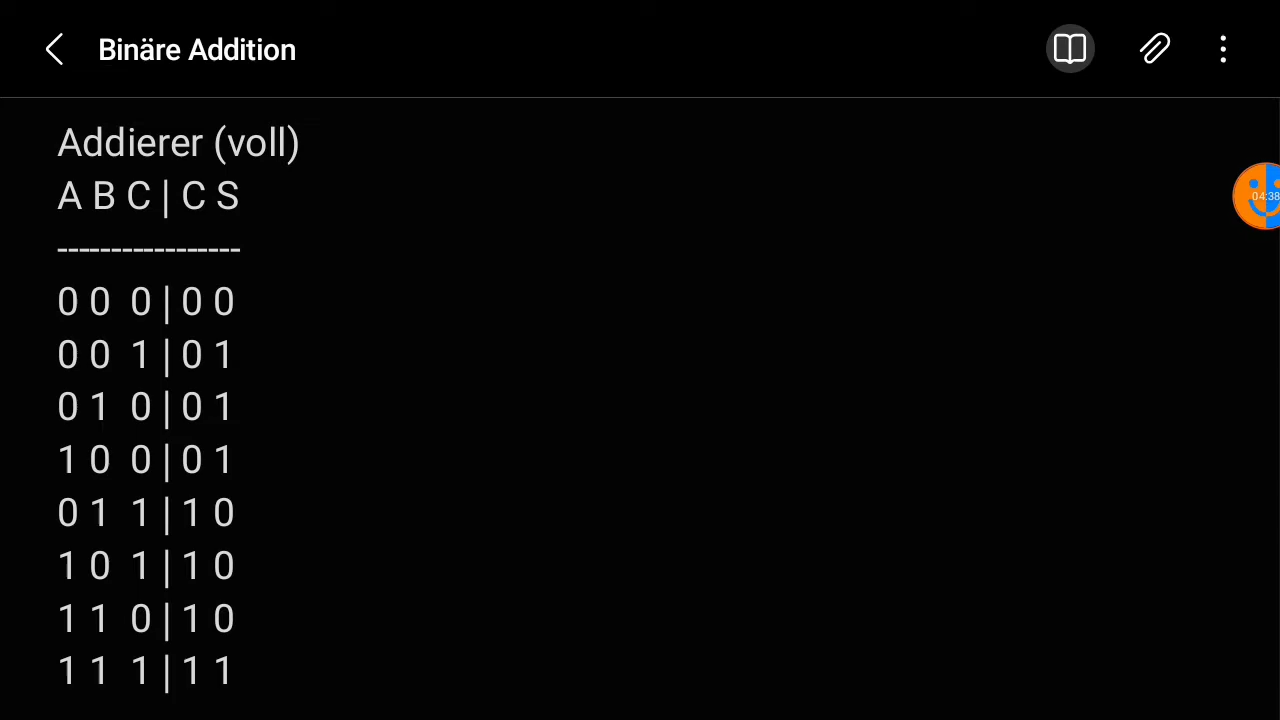 Binäre Addition
Addierer (voll)
A B C | C S
-----------------
0 0 0 | 0 0
0 0 1 | 0 1
0 1 0 | 0 1
1 0 0 | 0 1
0 1 1 | 1 0
1 0 1 | 1 0
1 1 0 | 1 0
1 1 1 | 1 1
04:38